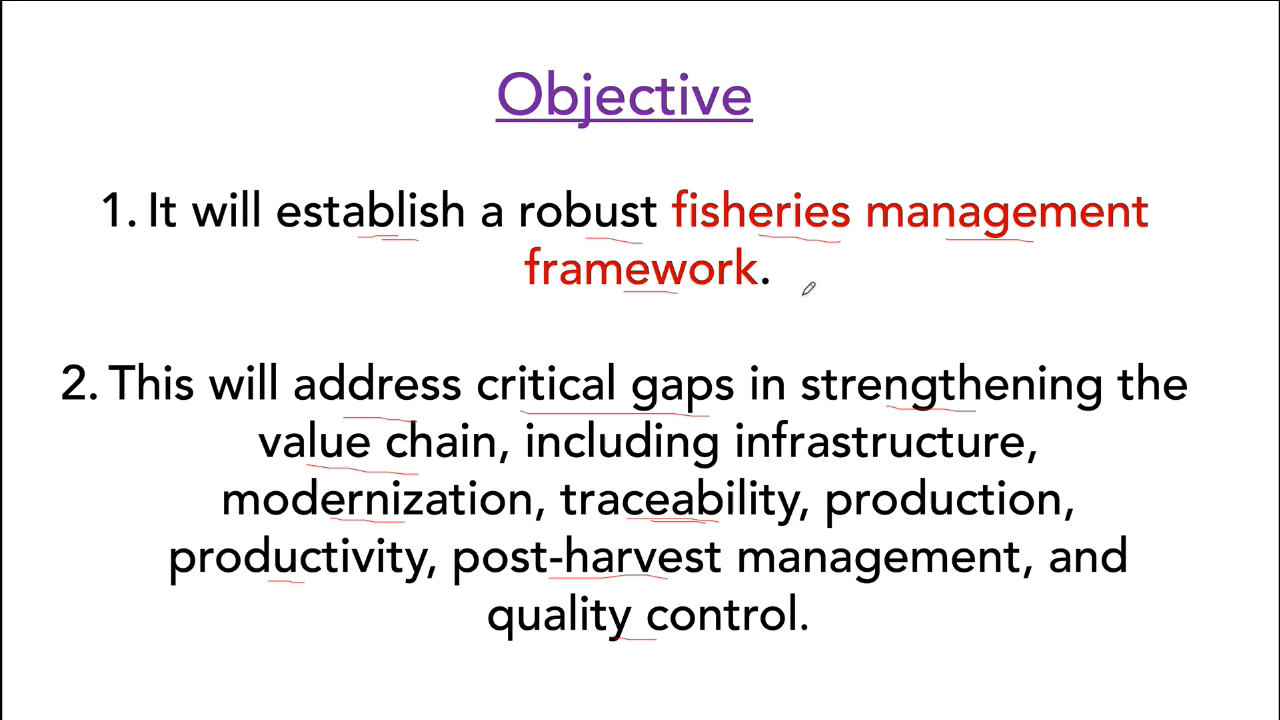 Objective
1. It will establish a robust fisheries management
framework.
2. This will address critical gaps in strengthening the
value chain, including infrastructure,
modernization, traceability, production,
productivity, post-harvest management, and
quality control.